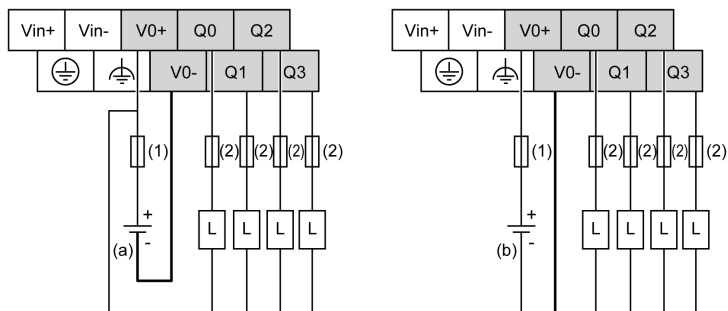 Vin+ Vin- V0+ Q0 Q2 Vin+ Vin- V0+ Q0 Q2
V0- Q1 Q3 V0- Q1 Q3
(1) (2) (2) (2) (2) (1) (2) (2) (2) (2)
+ L L L L + L L L L
(a) - (b) -